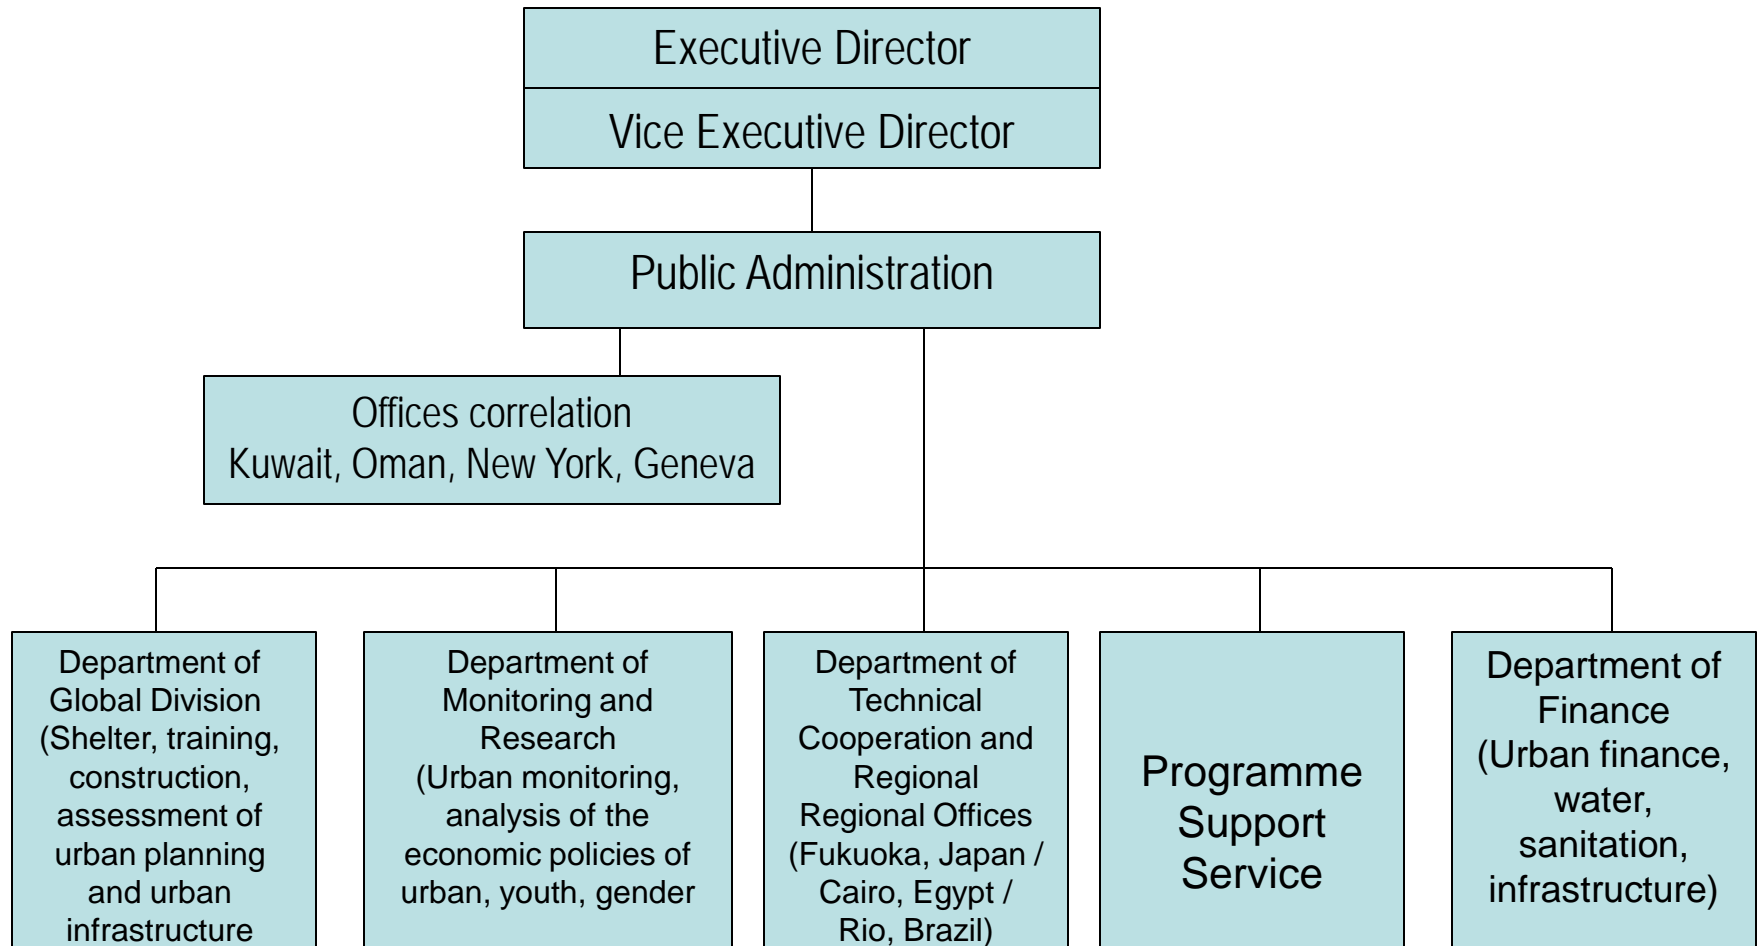 Executive Director
Vice Executive Director
Public Administration
Offices correlation
Kuwait, Oman, New York, Geneva
Department of
Global Division
(Shelter, training,
construction,
assessment of
urban planning
and urban
infrastructure
Department of
Monitoring and
Research
(Urban monitoring,
analysis of the
economic policies of
urban, youth, gender
Department of
Technical
Cooperation and
Regional
Regional Offices
(Fukuoka, Japan /
Cairo, Egypt /
Rio, Brazil)
Programme
Support
Service
Department of
Finance
(Urban finance,
water,
sanitation,
infrastructure)